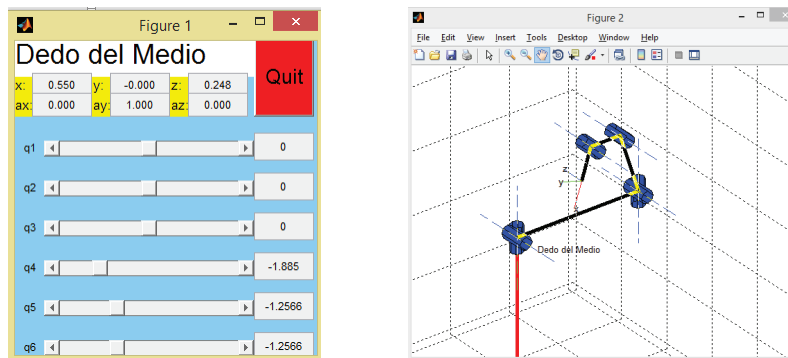 Figure 1
Dedo del Medio
Quit
x: 0.550 y: -0.000 z: 0.248
ax: 0.000 ay: 1.000 az: 0.000
q1 0
q2 0
q3 0
q4 -1.885
q5 -1.2566
q6 -1.2566
Figure 2
File Edit View Insert Tools Desktop Window Help
z
y
Dedo del Medio